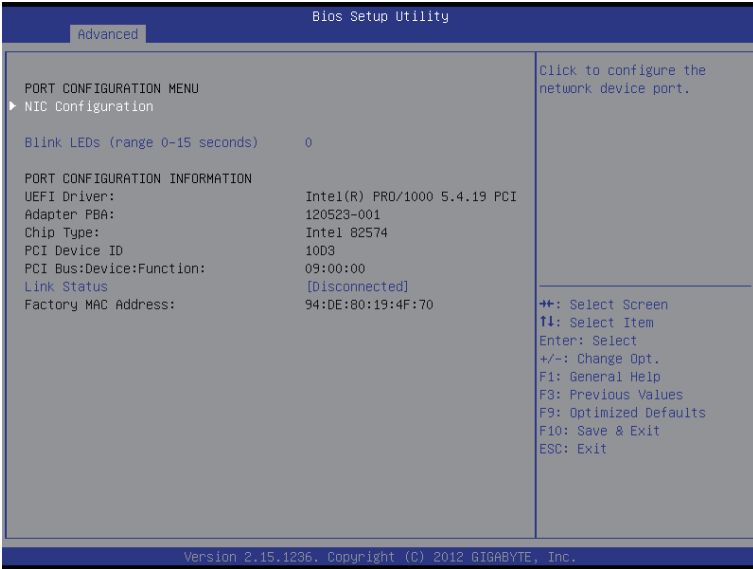 Bios Setup Utility
Advanced
PORT CONFIGURATION MENU
NIC Configuration
Blink LEDs (range 0-15 seconds) 0
PORT CONFIGURATION INFORMATION
UEFI Driver: Intel(R) PRO/1000 5.4.19 PCI
Adapter PBA: 120523-001
Chip Type: Intel 82574
PCI Device ID 10D3
PCI Bus:Device:Function: 09:00:00
Link Status [Disconnected]
Factory MAC Address: 94:DE:80:19:4F:70
Click to configure the
network device port.
→←: Select Screen
↑↓: Select Item
Enter: Select
+/-: Change Opt.
F1: General Help
F3: Previous Values
F9: Optimized Defaults
F10: Save & Exit
ESC: Exit
Version 2.15.1236. Copyright (C) 2012 GIGABYTE, Inc.